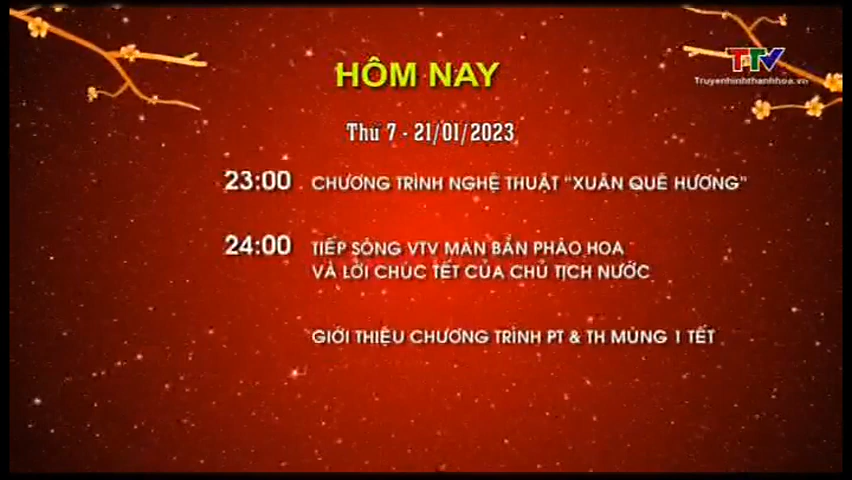 TTV
Truyenhinhthanhhoa.vn
HÔM NAY
Thứ 7 - 21/01/2023
23:00 CHƯƠNG TRÌNH NGHỆ THUẬT "XUÂN QUÊ HƯƠNG"
24:00 TIẾP SÓNG VTV MÀN BẮN PHÁO HOA
VÀ LỜI CHÚC TẾT CỦA CHỦ TỊCH NƯỚC
GIỚI THIỆU CHƯƠNG TRÌNH PT & TH MÙNG 1 TẾT